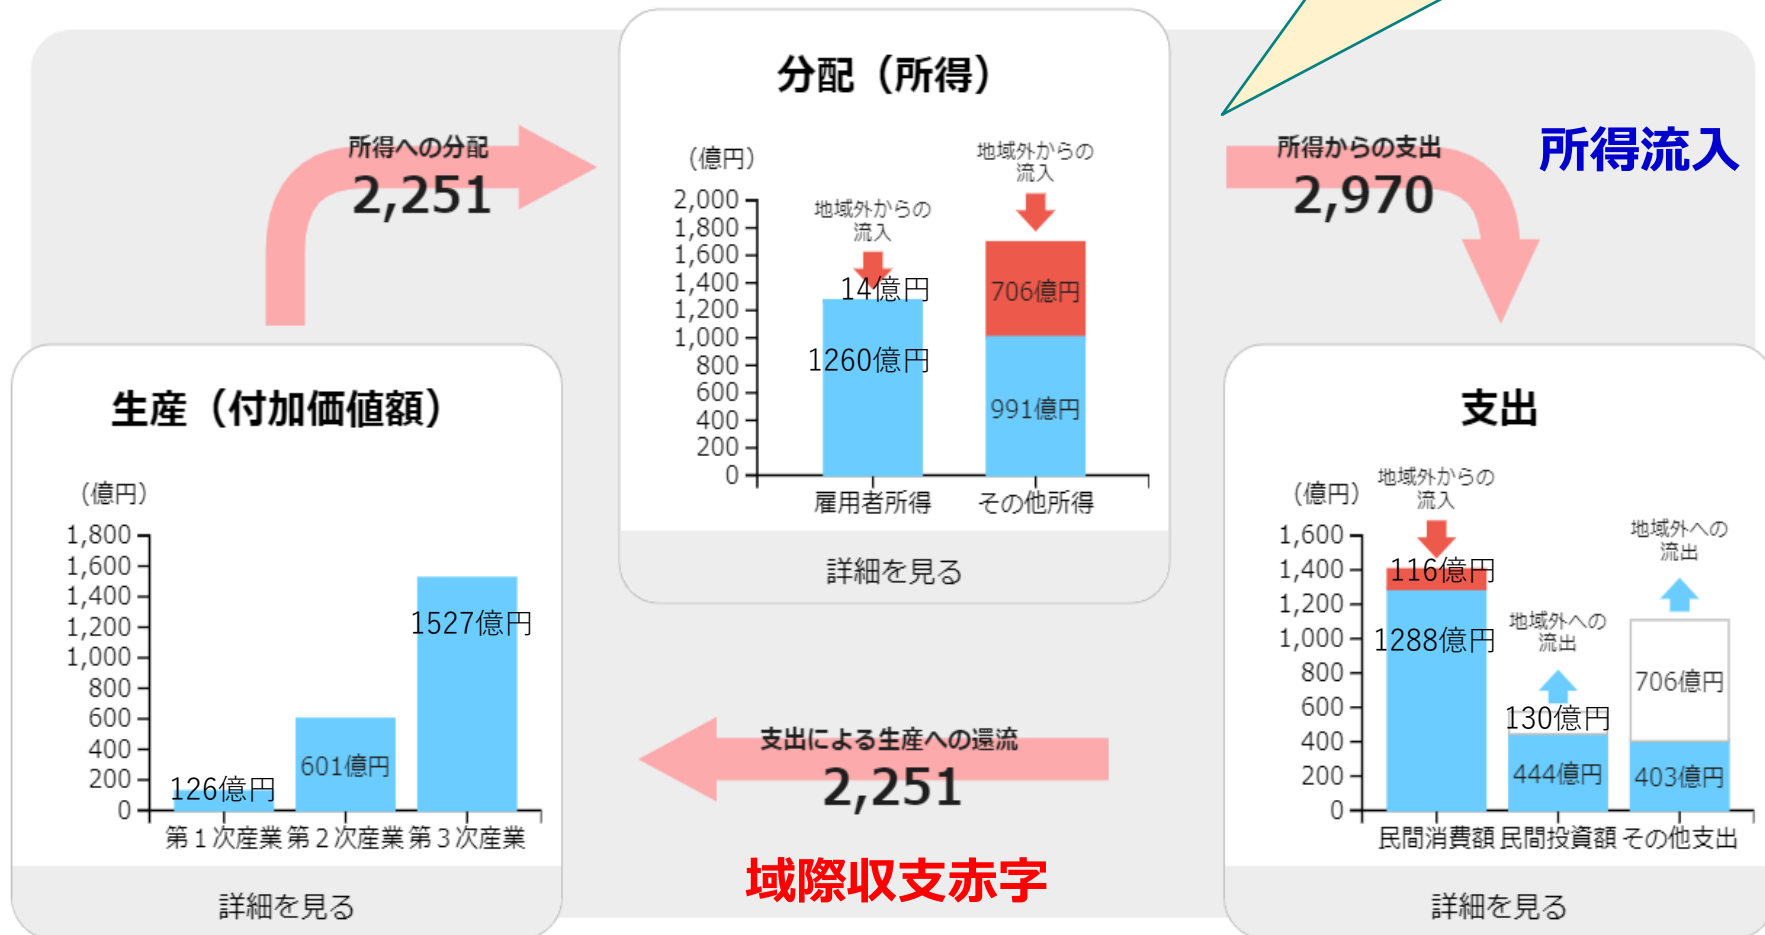 分配（所得）
所得への分配
2,251
（億円）
地域外からの
流入
地域外からの
流入
2,000
1,800
1,600
1,400
1,200
1,000
800
600
400
200
0
14億円
1260億円
706億円
991億円
雇用者所得
その他所得
詳細を見る
所得からの支出
2,970
所得流入
生産（付加価値額）
（億円）
1,800
1,600
1,400
1,200
1,000
800
600
400
200
0
126億円
601億円
1527億円
第１次産業
第２次産業
第３次産業
詳細を見る
支出による生産への還流
2,251
域際収支赤字
支出
（億円）
地域外からの
流入
地域外への
流出
地域外への
流出
1,600
1,400
1,200
1,000
800
600
400
200
0
116億円
1288億円
130億円
444億円
706億円
403億円
民間消費額
民間投資額
その他支出
詳細を見る